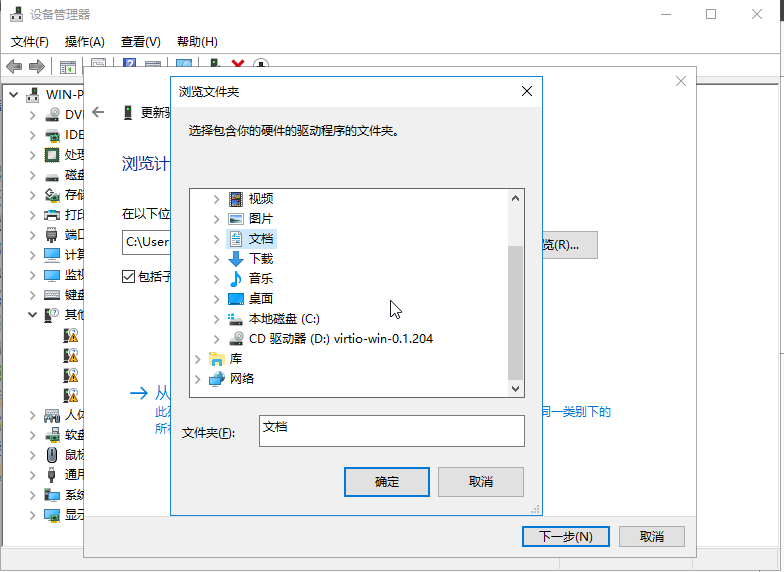 设备管理器
文件(F) 操作(A) 查看(V) 帮助(H)
WIN-P
DV
IDE
处理
磁盘
存储
打印
端口
计算
监视
键盘
其他
人体
软盘
鼠标
通用
系统
显示
更新驱
浏览计
在以下位
C:\User
览(R)...
包括子
从
此列
同一类别下的
所有
下一步(N)
取消
浏览文件夹
选择包含你的硬件的驱动程序的文件夹。
视频
图片
文档
下载
音乐
桌面
本地磁盘 (C:)
CD 驱动器 (D:) virtio-win-0.1.204
库
网络
文件夹(F):
文档
确定
取消